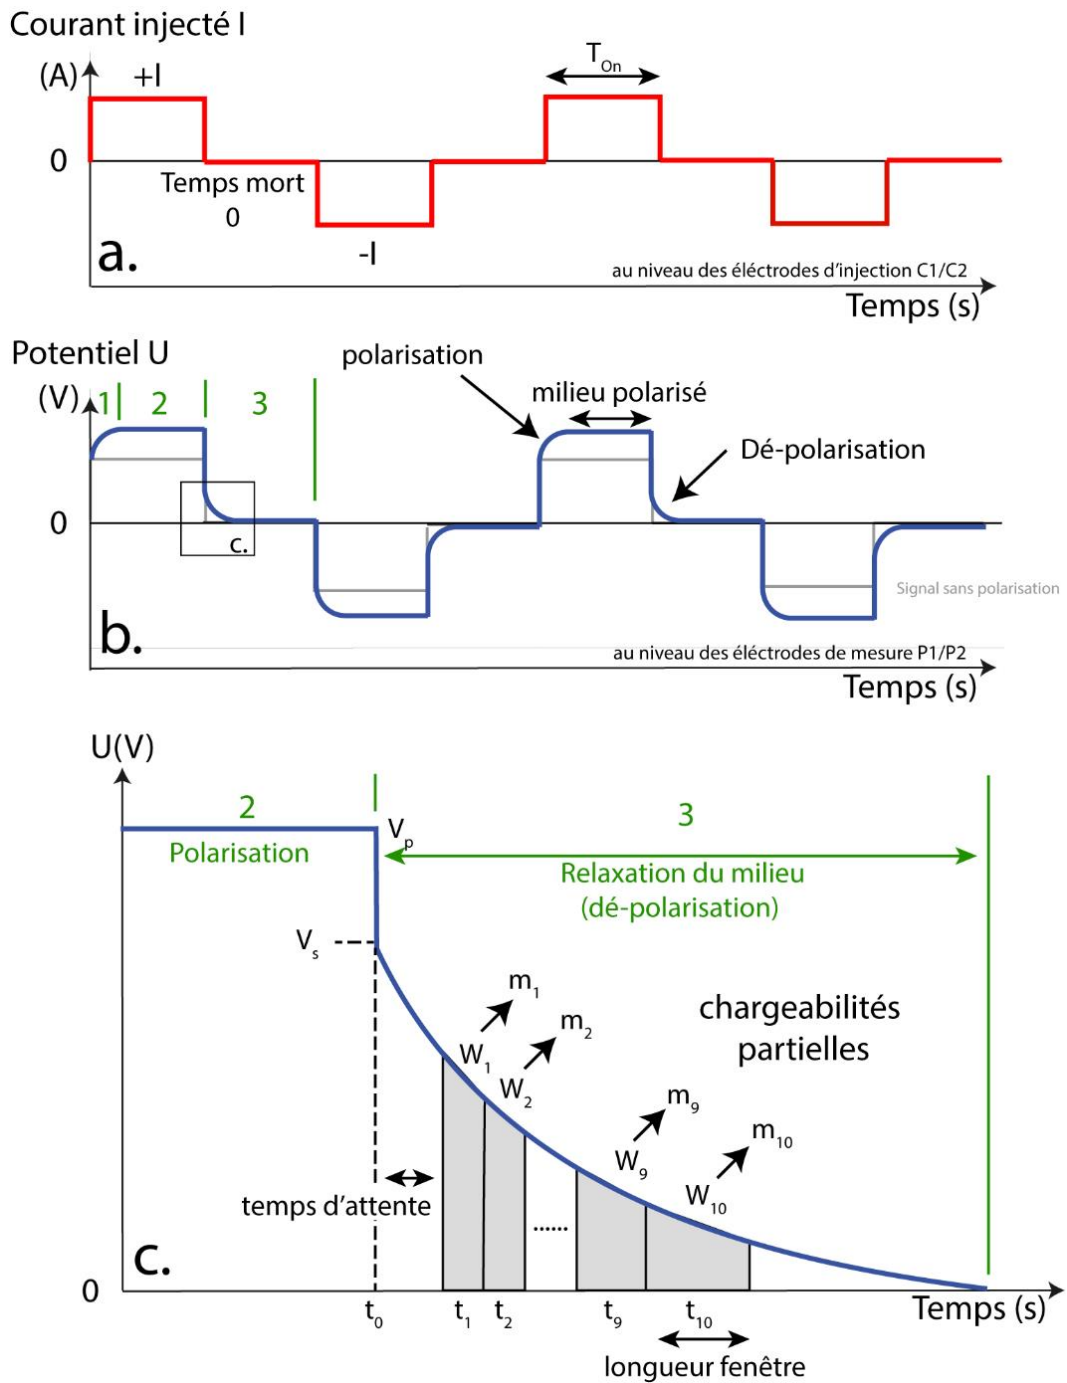 Courant injecté I
(A)
+I
T_On
0
Temps mort
0
-I
a.
au niveau des éléctrodes d'injection C1/C2
Temps (s)
Potentiel U
(V)
1
2
3
polarisation
milieu polarisé
Dé-polarisation
0
c.
Signal sans polarisation
b.
au niveau des éléctrodes de mesure P1/P2
Temps (s)
U(V)
2
Polarisation
V_p
3
Relaxation du milieu
(dé-polarisation)
V_s
m_1
m_2
W_1
W_2
chargeabilités
partielles
m_9
m_10
W_9
W_10
temps d'attente
......
c.
0
t_0
t_1
t_2
t_9
t_10
Temps (s)
longueur fenêtre